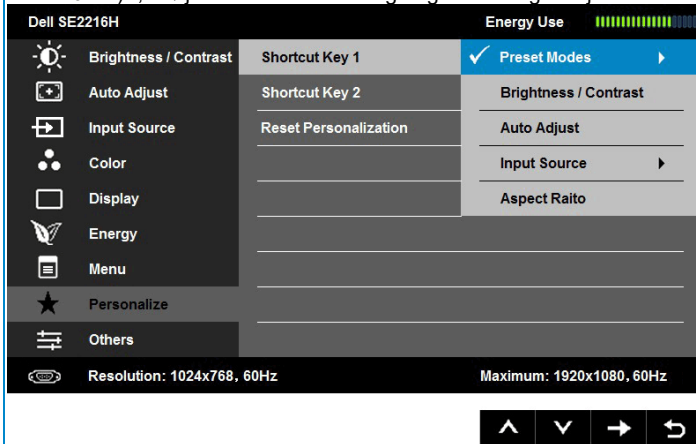 Dell SE2216H Energy Use
Brightness / Contrast Shortcut Key 1 Preset Modes
Auto Adjust Shortcut Key 2 Brightness / Contrast
Input Source Reset Personalization Auto Adjust
Color Input Source
Display Aspect Raito
Energy
Menu
Personalize
Others
Resolution: 1024x768, 60Hz Maximum: 1920x1080, 60Hz